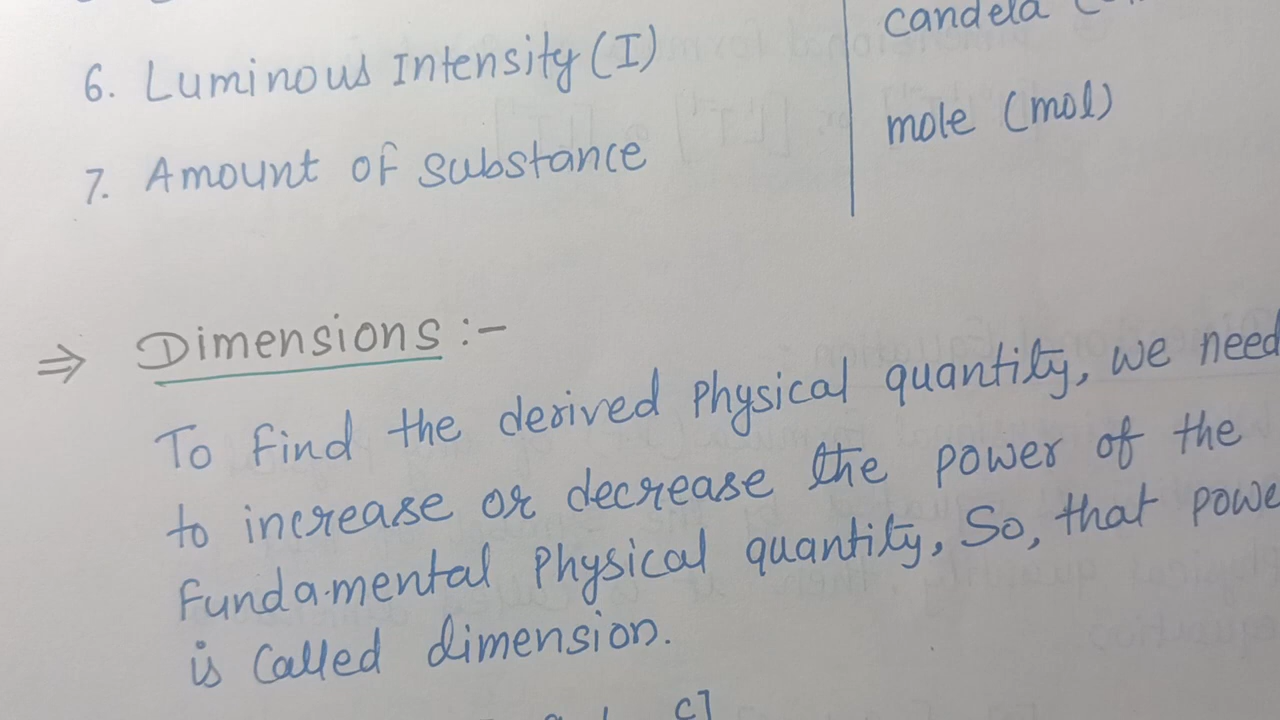 6. Luminous Intensity (I)
candela (
7. Amount of substance
mole (mol)
⇒ Dimensions :-
To find the derived Physical quantity, we need
to increase or decrease the power of the
Fundamental Physical quantity, So, that powe
is called dimension.